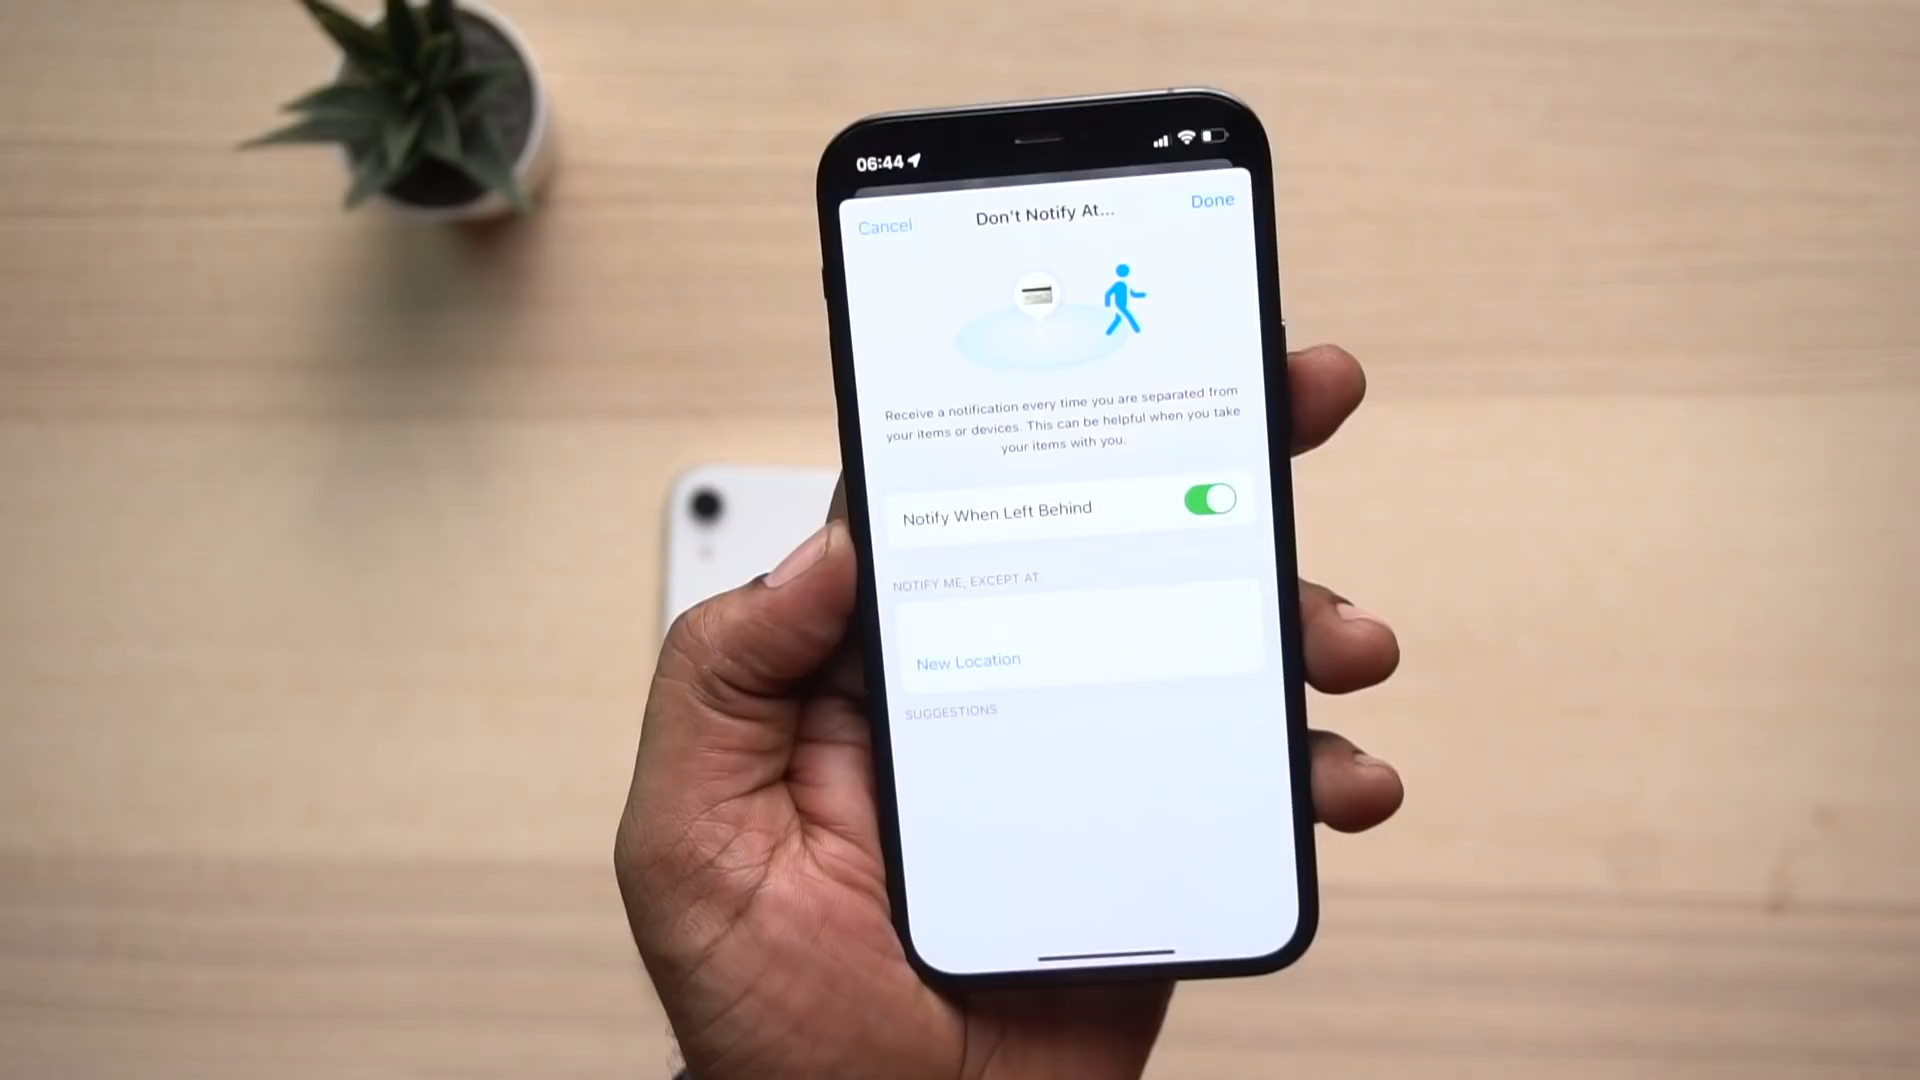 06:44
Cancel
Don't Notify At...
Done
Receive a notification every time you are separated from
your items or devices. This can be helpful when you take
your items with you.
Notify When Left Behind
NOTIFY ME, EXCEPT AT:
New Location
SUGGESTIONS